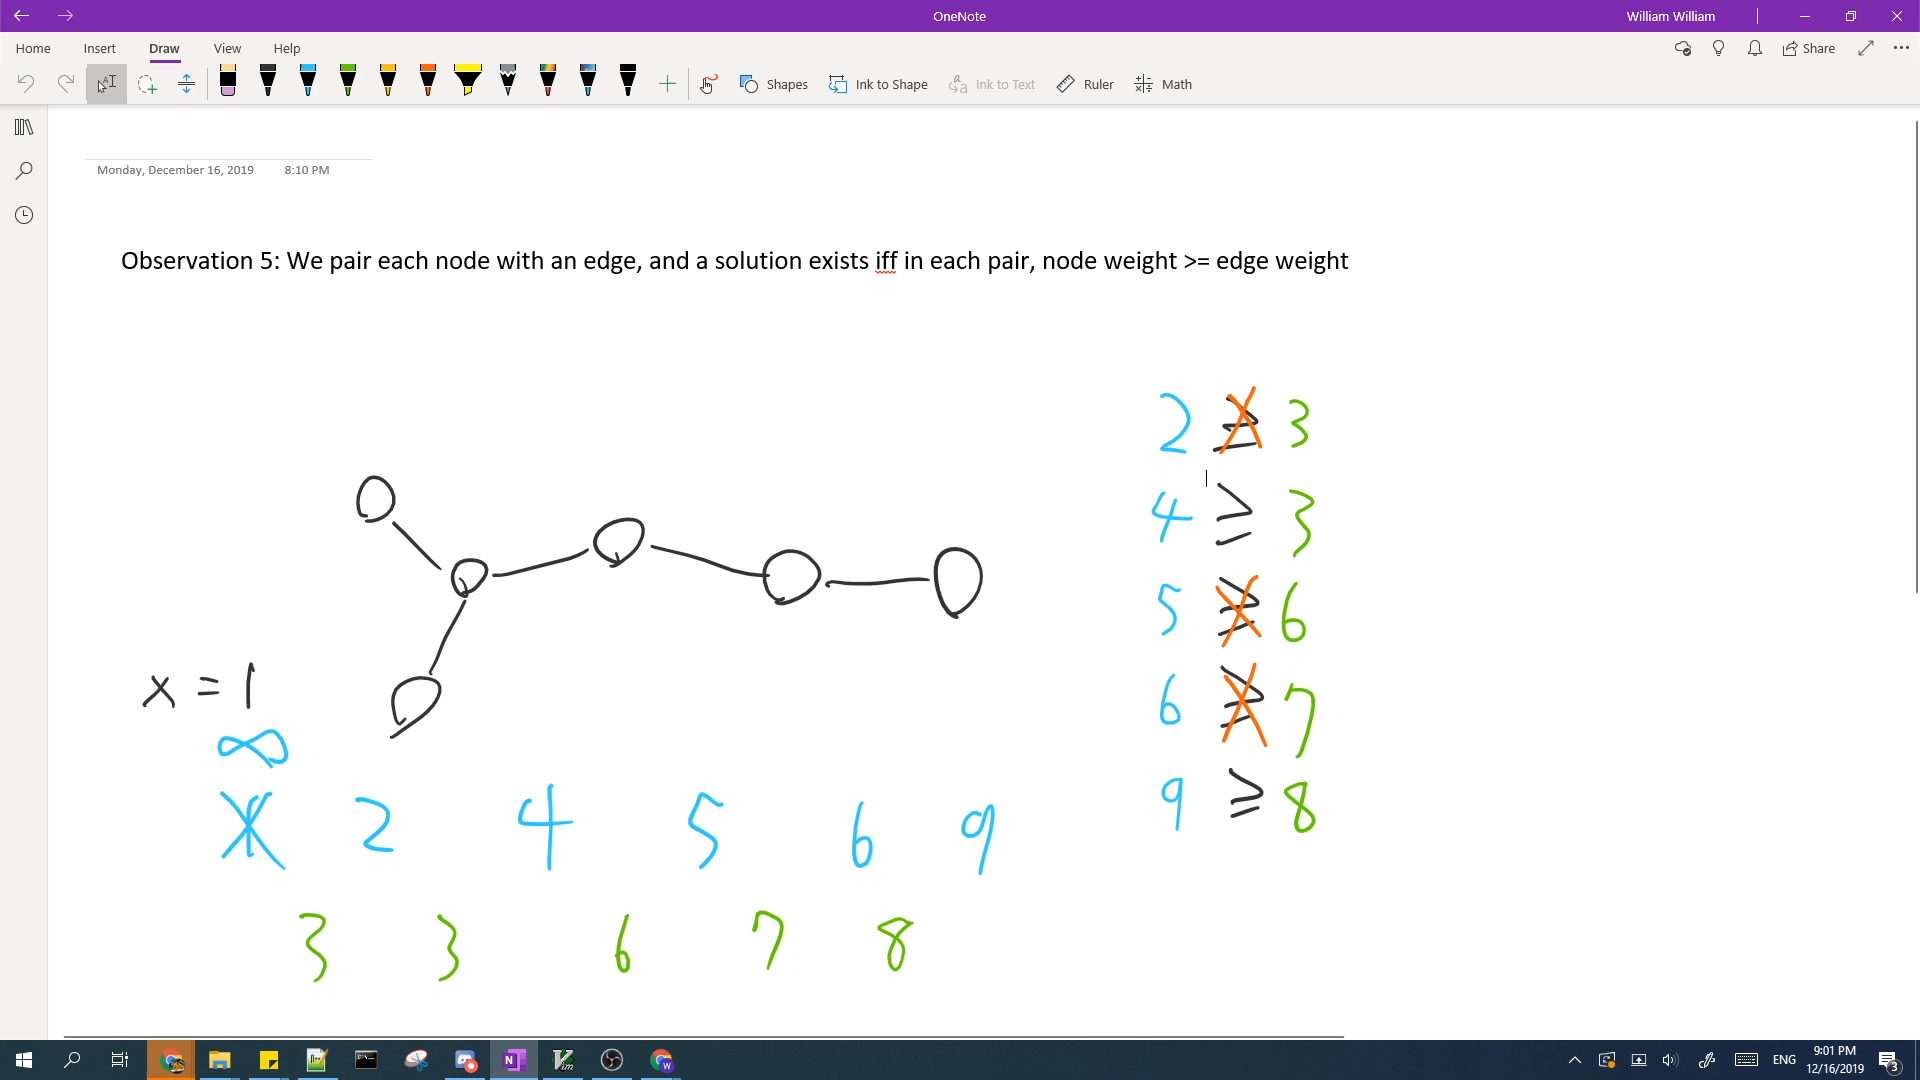 OneNote
William William
Home Insert Draw View Help
Share
Shapes Ink to Shape Ink to Text Ruler Math
Monday, December 16, 2019 8:10 PM
Observation 5: We pair each node with an edge, and a solution exists iff in each pair, node weight >= edge weight
2 ≥ 3
4 ≥ 3
5 ≥ 6
6 ≥ 7
9 ≥ 8
x = 1
∞
1 2 4 5 6 9
3 3 6 7 8
ENG
9:01 PM
12/16/2019
3